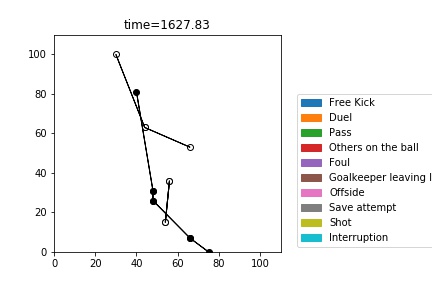 time=1627.83
100
80
60
40
20
0
0 20 40 60 80 100
Free Kick
Duel
Pass
Others on the ball
Foul
Goalkeeper leaving l
Offside
Save attempt
Shot
Interruption